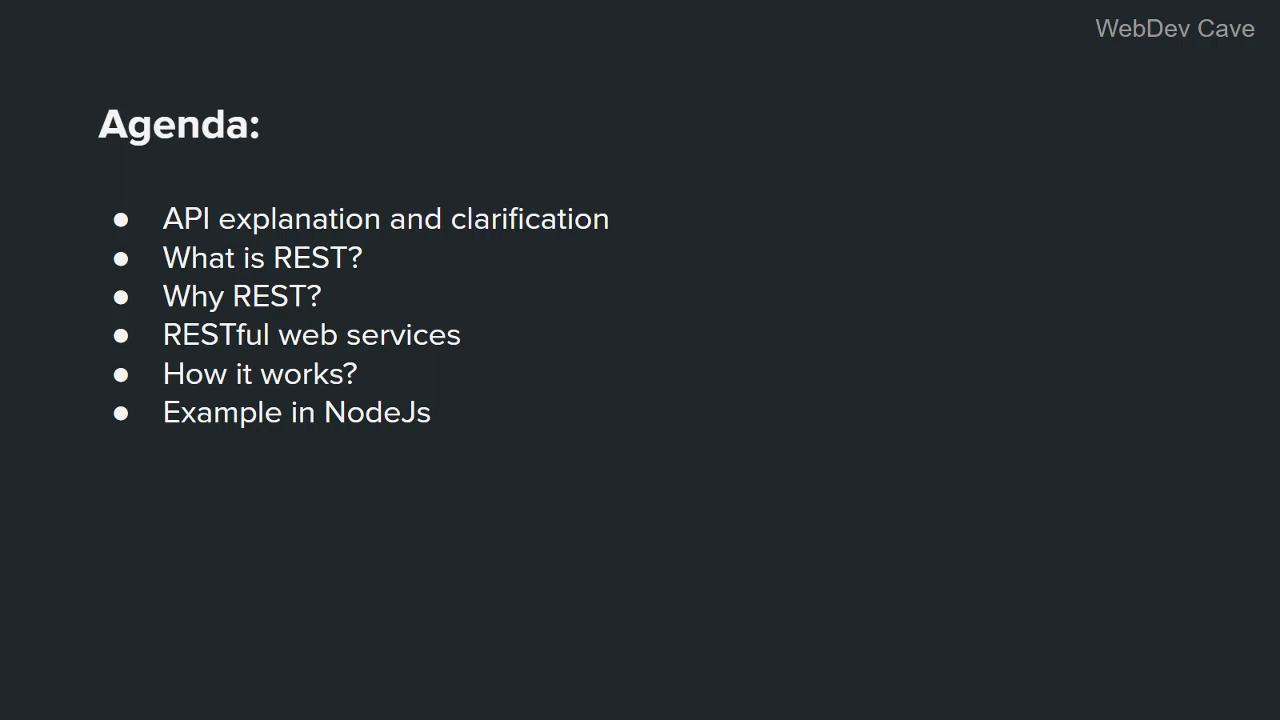 WebDev Cave
Agenda:
● API explanation and clarification
● What is REST?
● Why REST?
● RESTful web services
● How it works?
● Example in NodeJs